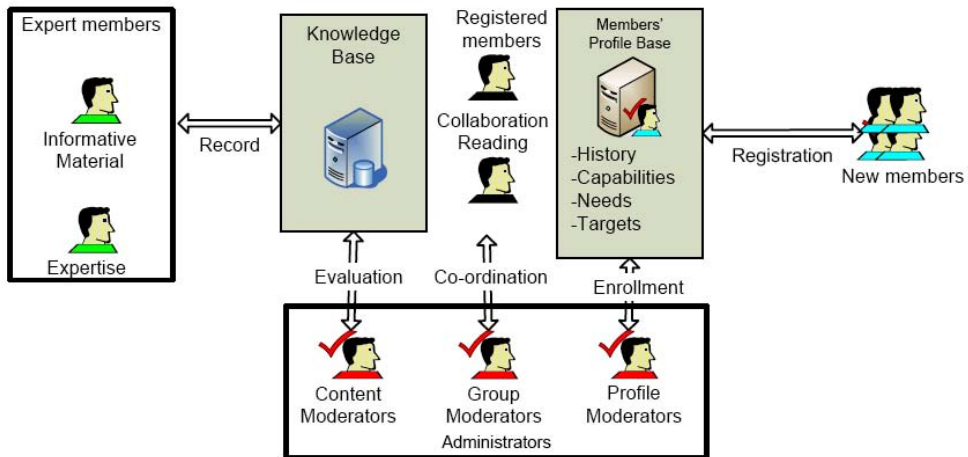 Expert members
Informative
Material
Expertise
Record
Knowledge
Base
Registered
members
Collaboration
Reading
Members'
Profile Base
-History
-Capabilities
-Needs
-Targets
Registration
New members
Evaluation
Co-ordination
Enrollment
Content
Moderators
Group
Moderators
Profile
Moderators
Administrators